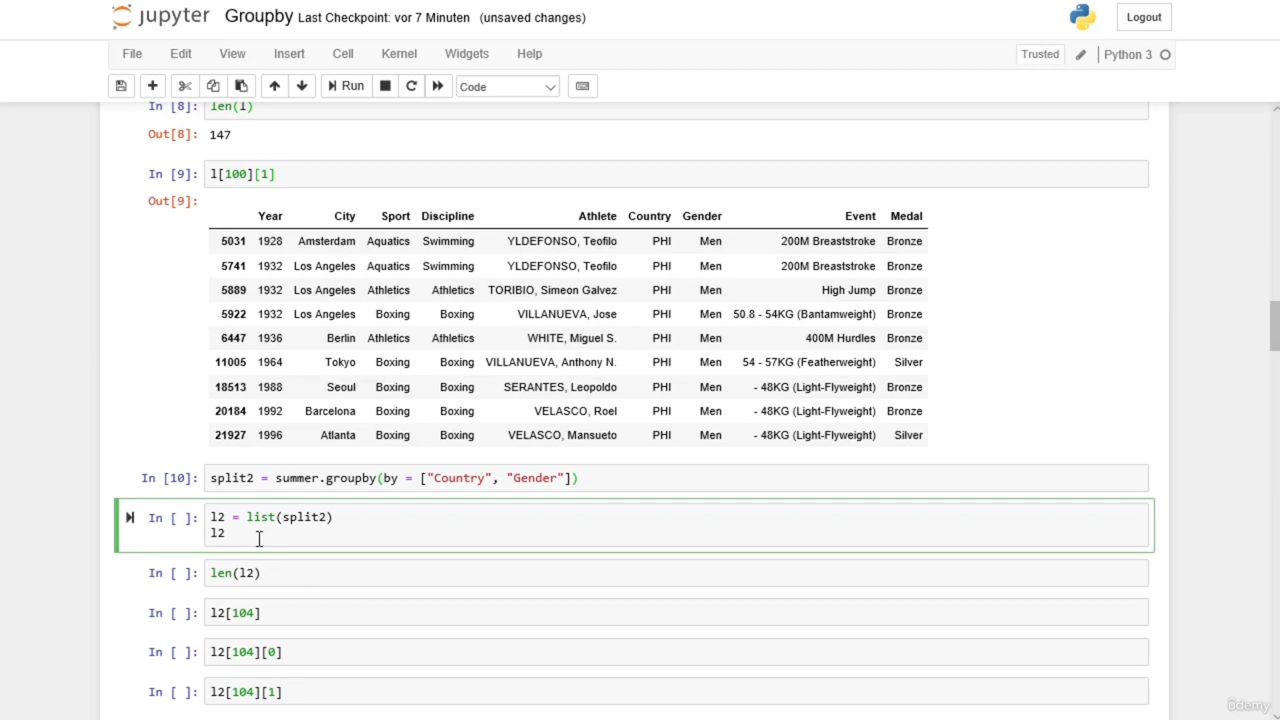 jupyter Groupby Last Checkpoint: vor 7 Minuten (unsaved changes) Logout
File Edit View Insert Cell Kernel Widgets Help Trusted Python 3
Run Code
In [8]: len(l)
Out[8]: 147
In [9]: l[100][1]
Out[9]:
Year City Sport Discipline Athlete Country Gender Event Medal
5031 1928 Amsterdam Aquatics Swimming YLDEFONSO, Teofilo PHI Men 200M Breaststroke Bronze
5741 1932 Los Angeles Aquatics Swimming YLDEFONSO, Teofilo PHI Men 200M Breaststroke Bronze
5889 1932 Los Angeles Athletics Athletics TORIBIO, Simeon Galvez PHI Men High Jump Bronze
5922 1932 Los Angeles Boxing Boxing VILLANUEVA, Jose PHI Men 50.8 - 54KG (Bantamweight) Bronze
6447 1936 Berlin Athletics Athletics WHITE, Miguel S. PHI Men 400M Hurdles Bronze
11005 1964 Tokyo Boxing Boxing VILLANUEVA, Anthony N. PHI Men 54 - 57KG (Featherweight) Silver
18513 1988 Seoul Boxing Boxing SERANTES, Leopoldo PHI Men - 48KG (Light-Flyweight) Bronze
20184 1992 Barcelona Boxing Boxing VELASCO, Roel PHI Men - 48KG (Light-Flyweight) Bronze
21927 1996 Atlanta Boxing Boxing VELASCO, Mansueto PHI Men - 48KG (Light-Flyweight) Silver
In [10]: split2 = summer.groupby(by = ["Country", "Gender"])
In [ ]: l2 = list(split2)
l2
In [ ]: len(l2)
In [ ]: l2[104]
In [ ]: l2[104][0]
In [ ]: l2[104][1]
ûdemy